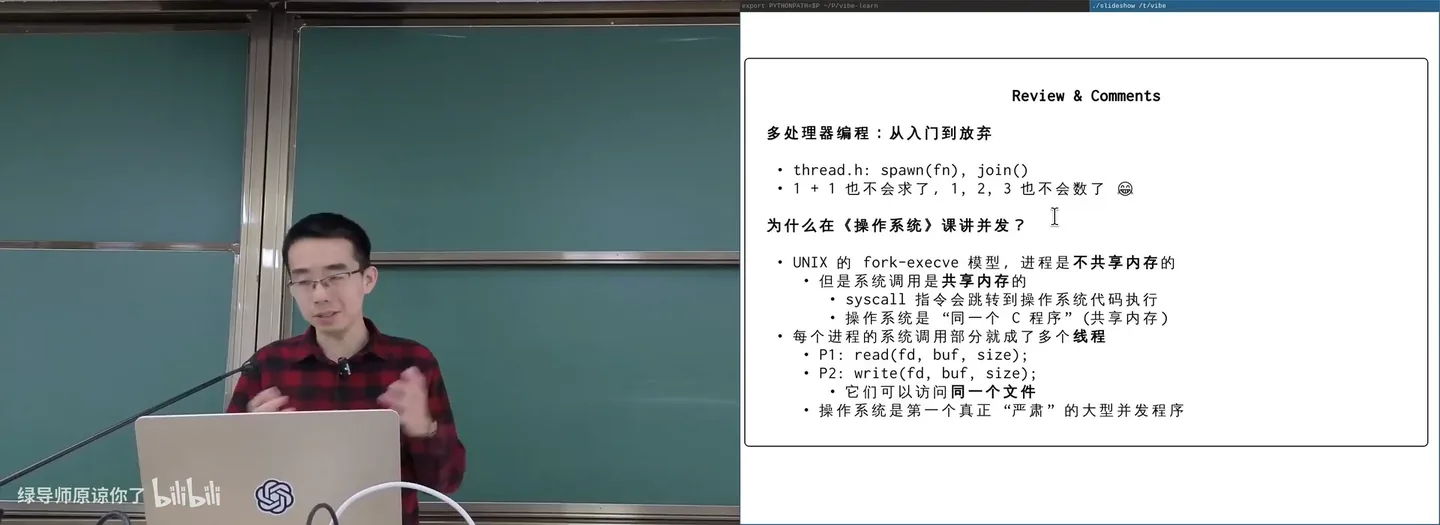 export PYTHONPATH=$P ~/P/vibe-learn
./slideshow /t/vibe
Review & Comments
多处理器编程：从入门到放弃
• thread.h: spawn(fn), join()
• 1 + 1 也不会求了, 1, 2, 3 也不会数了 😂
为什么在《操作系统》课讲并发？
• UNIX 的 fork-execve 模型, 进程是不共享内存的
• 但是系统调用是共享内存的
• syscall 指令会跳转到操作系统代码执行
• 操作系统是 “同一个 C 程序” (共享内存)
• 每个进程的系统调用部分就成了多个线程
• P1: read(fd, buf, size);
• P2: write(fd, buf, size);
• 它们可以访问同一个文件
• 操作系统是第一个真正 “严肃” 的大型并发程序
绿导师原谅你了 bilibili